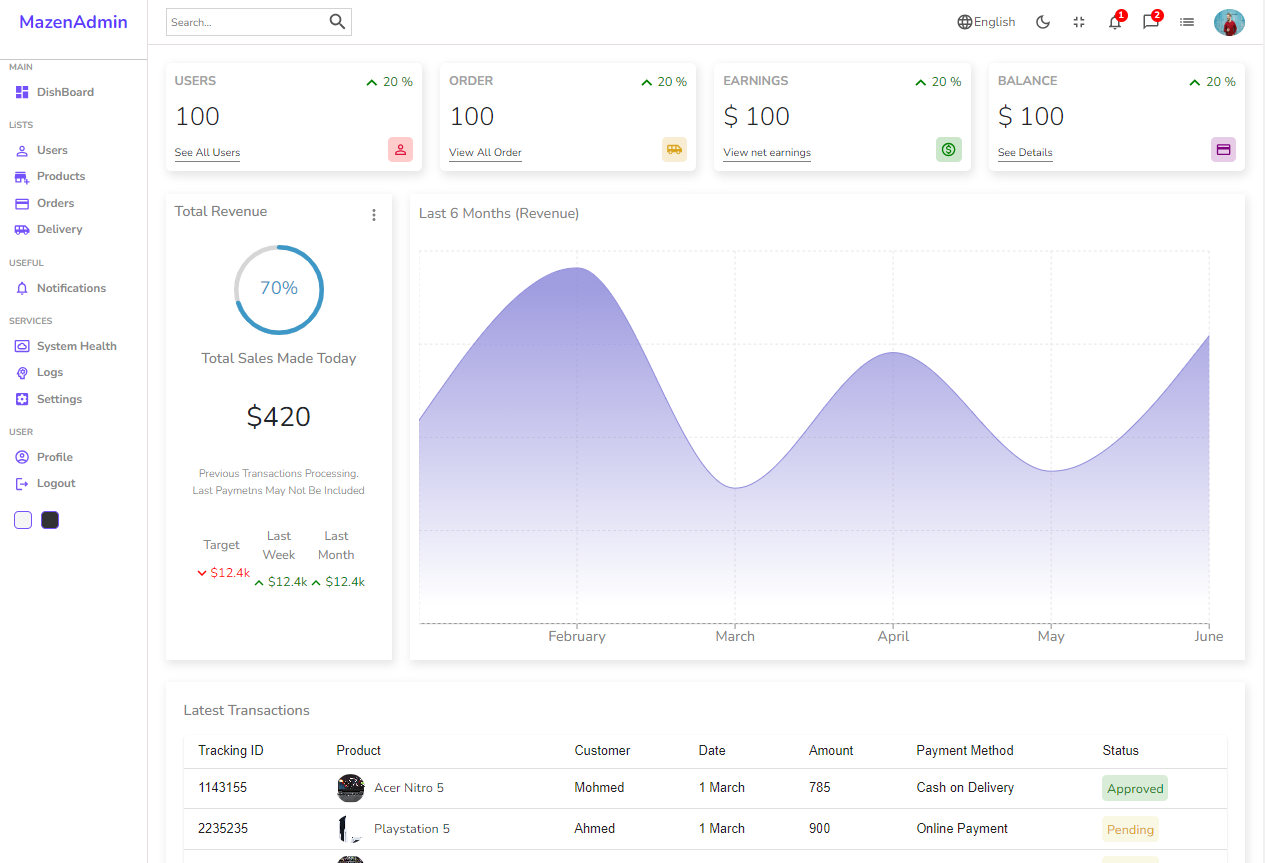 MazenAdmin
Search...
English
1
2
MAIN
DishBoard
LISTS
Users
Products
Orders
Delivery
USEFUL
Notifications
SERVICES
System Health
Logs
Settings
USER
Profile
Logout
USERS
20 %
100
See All Users
ORDER
20 %
100
View All Order
EARNINGS
20 %
$ 100
View net earnings
BALANCE
20 %
$ 100
See Details
Total Revenue
70%
Total Sales Made Today
$420
Previous Transactions Processing.
Last Paymetns May Not Be Included
Target
$12.4k
Last
Week
$12.4k
Last
Month
$12.4k
Last 6 Months (Revenue)
February March April May June
Latest Transactions
Tracking ID Product Customer Date Amount Payment Method Status
1143155 Acer Nitro 5 Mohmed 1 March 785 Cash on Delivery Approved
2235235 Playstation 5 Ahmed 1 March 900 Online Payment Pending